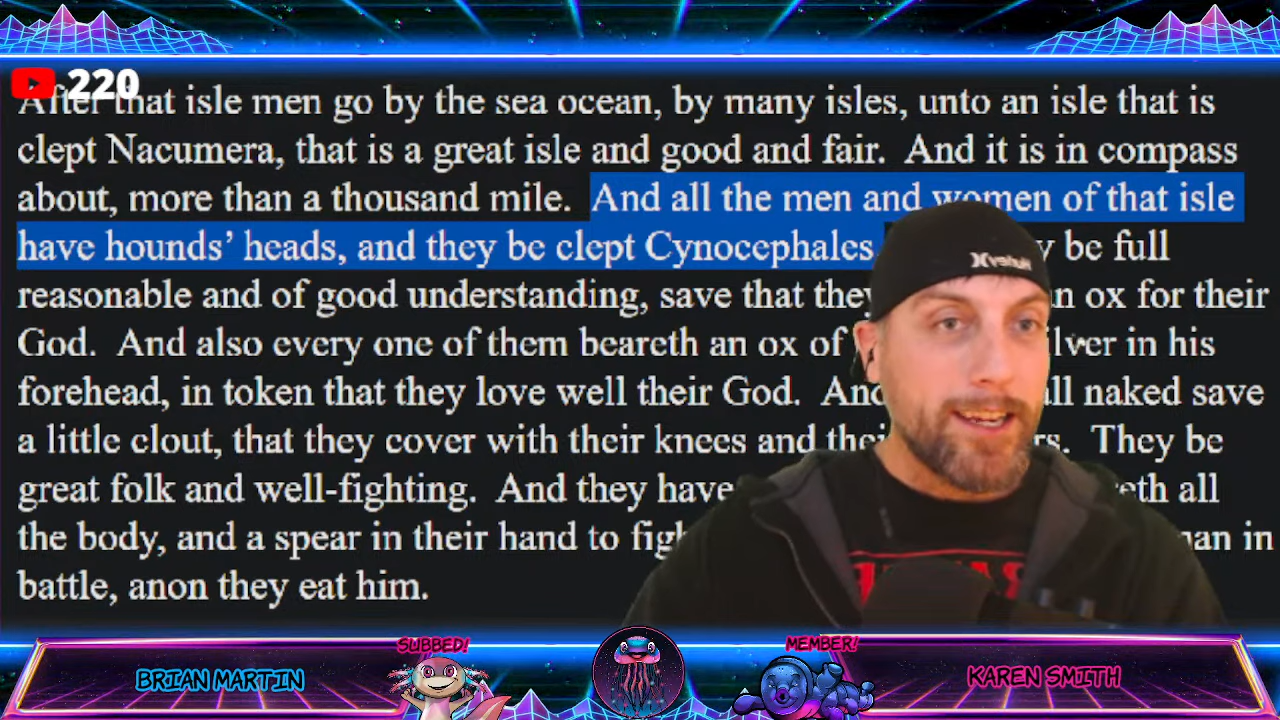 220
After that isle men go by the sea ocean, by many isles, unto an isle that is
clept Nacumera, that is a great isle and good and fair. And it is in compass
about, more than a thousand mile. And all the men and women of that isle
have hounds’ heads, and they be clept Cynocephales be full
reasonable and of good understanding, save that they ox for their
God. And also every one of them beareth an ox of in his
forehead, in token that they love well their God. naked save
a little clout, that they cover with their knees and They be
great folk and well-fighting. And they have all
the body, and a spear in their hand to in
battle, anon they eat him.
SUBBED!
MEMBER!
BRIAN MARTIN
KAREN SMITH